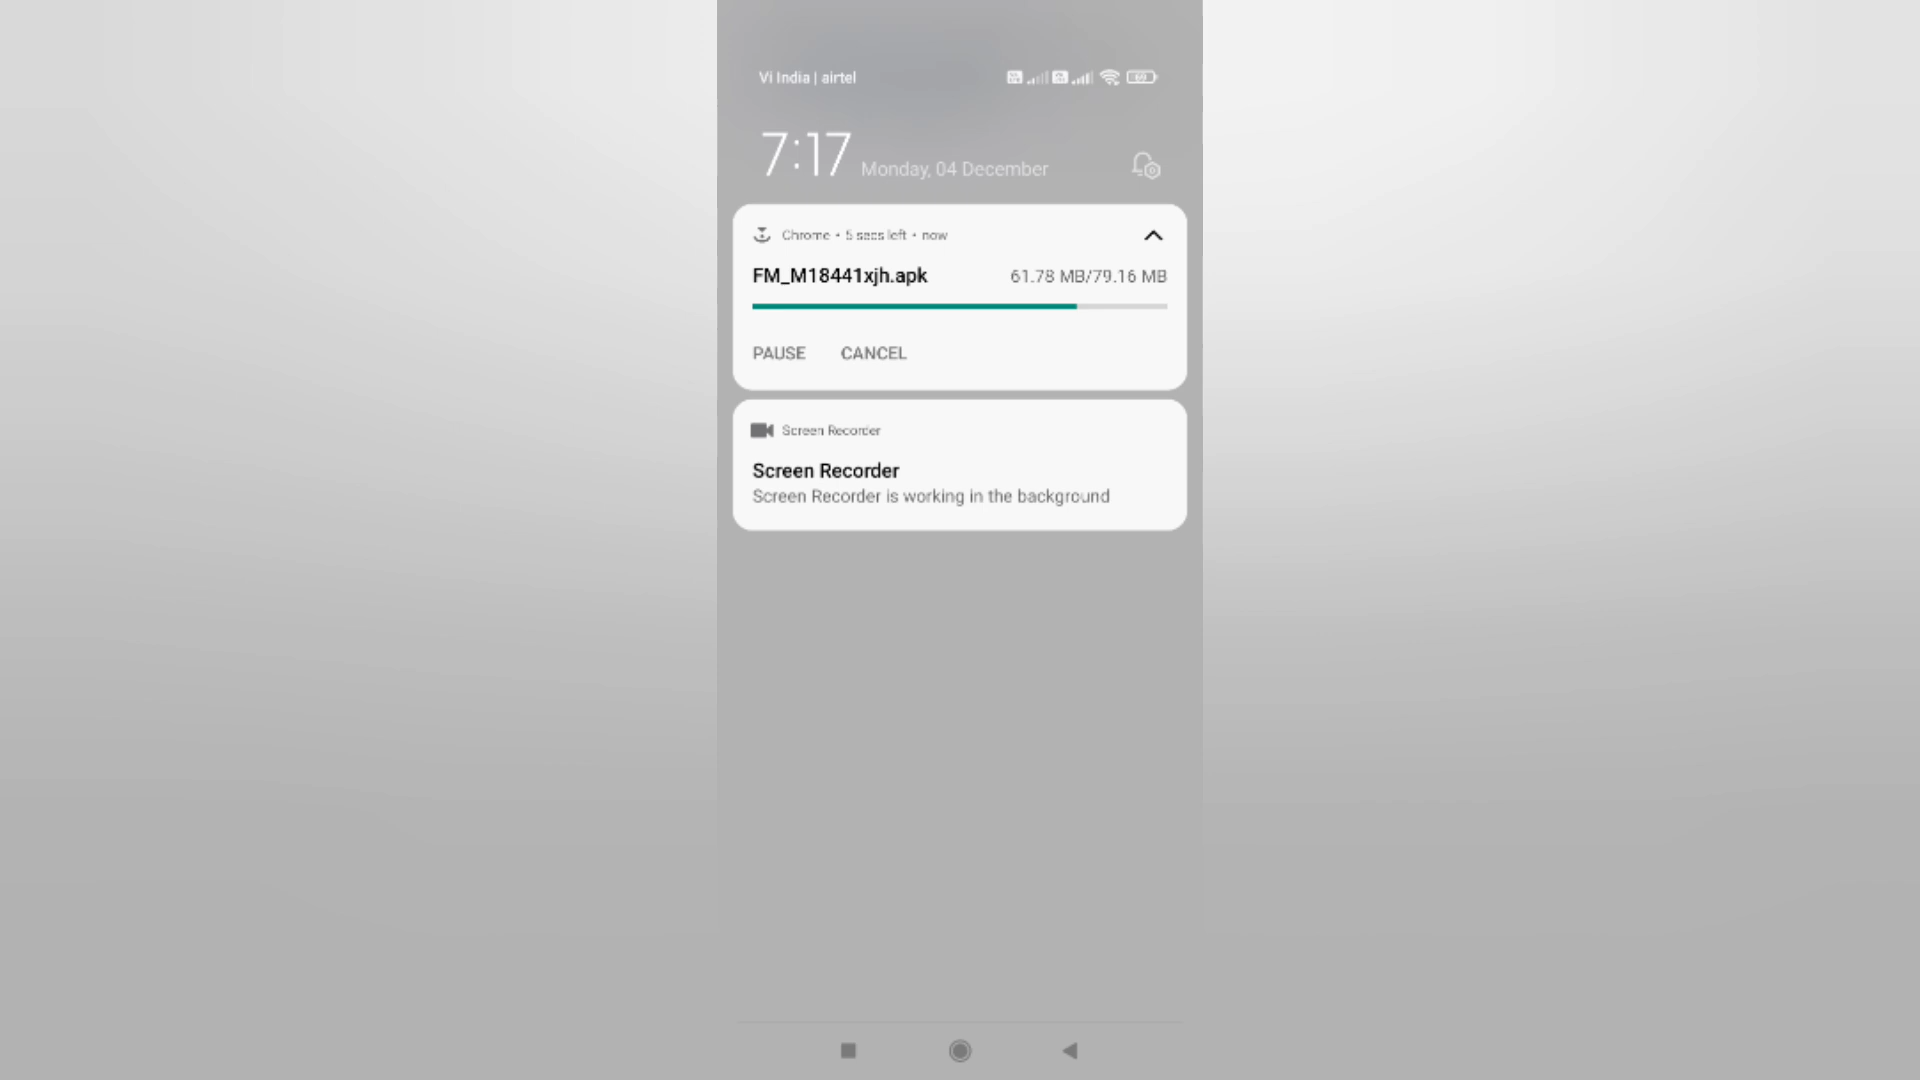 Vi India | airtel
7:17 Monday, 04 December
Chrome • 5 secs left • now
FM_M18441xjh.apk 61.78 MB/79.16 MB
PAUSE CANCEL
Screen Recorder
Screen Recorder
Screen Recorder is working in the background